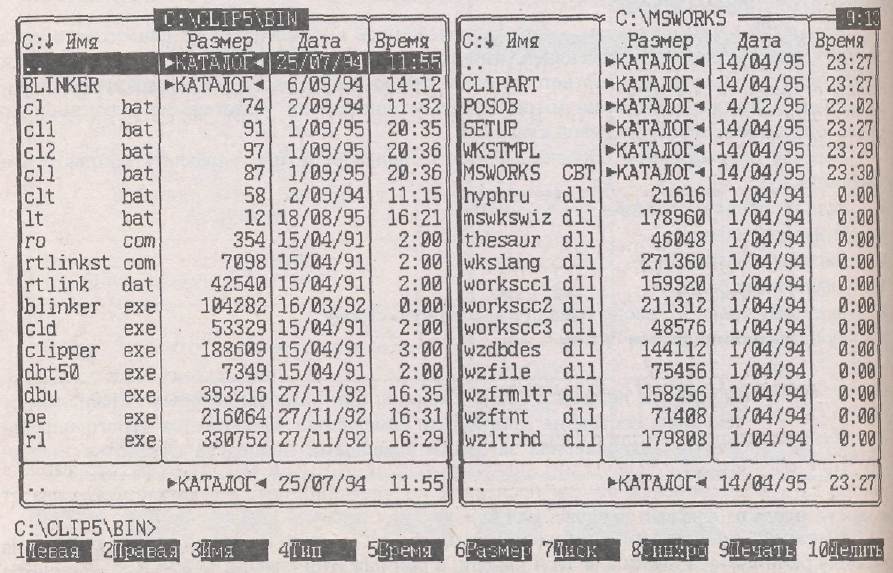 C:\CLIP5\BIN
C:↓ Имя Размер Дата Время
.. ►КАТАЛОГ◄ 25/07/94 11:55
BLINKER ►КАТАЛОГ◄ 6/09/94 14:12
cl bat 74 2/09/94 11:32
cl1 bat 91 1/09/95 20:35
cl2 bat 97 1/09/95 20:36
cll bat 87 1/09/95 20:36
clt bat 58 2/09/94 11:15
lt bat 12 18/08/95 16:21
ro com 354 15/04/91 2:00
rtlinkst com 7098 15/04/91 2:00
rtlink dat 42540 15/04/91 2:00
blinker exe 104282 16/03/92 0:00
cld exe 53329 15/04/91 2:00
clipper exe 188609 15/04/91 3:00
dbt50 exe 7349 15/04/91 2:00
dbu exe 393216 27/11/92 16:35
pe exe 216064 27/11/92 16:31
rl exe 330752 27/11/92 16:29
.. ►КАТАЛОГ◄ 25/07/94 11:55
C:\MSWORKS 9:13
C:↓ Имя Размер Дата Время
.. ►КАТАЛОГ◄ 14/04/95 23:27
CLIPART ►КАТАЛОГ◄ 14/04/95 23:27
POSOB ►КАТАЛОГ◄ 4/12/95 22:02
SETUP ►КАТАЛОГ◄ 14/04/95 23:27
WKSTMPL ►КАТАЛОГ◄ 14/04/95 23:29
MSWORKS CBT ►КАТАЛОГ◄ 14/04/95 23:30
hyphru dll 21616 1/04/94 0:00
mswkswiz dll 178960 1/04/94 0:00
thesaur dll 46048 1/04/94 0:00
wkslang dll 271360 1/04/94 0:00
workscc1 dll 159920 1/04/94 0:00
workscc2 dll 211312 1/04/94 0:00
workscc3 dll 48576 1/04/94 0:00
wzdbdes dll 144112 1/04/94 0:00
wzfile dll 75456 1/04/94 0:00
wzfrmltr dll 158256 1/04/94 0:00
wzftnt dll 71408 1/04/94 0:00
wzltrhd dll 179808 1/04/94 0:00
.. ►КАТАЛОГ◄ 14/04/95 23:27
C:\CLIP5\BIN>
1Левая 2Правая 3Имя 4Тип 5Время 6Размер 7Диск 8Синхро 9Печать 10Делить